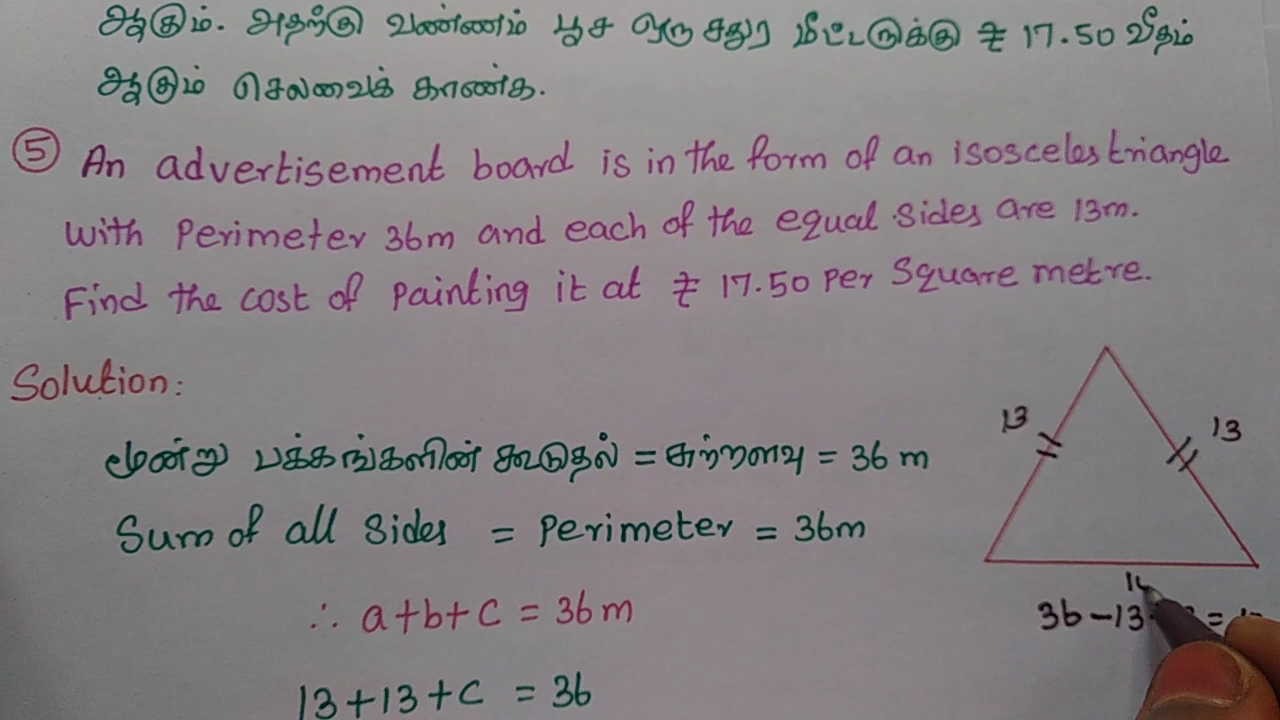 ஆகும். அதற்கு வண்ணம் பூச ஒரு சதுர மீட்டருக்கு ₹ 17.50 வீதம்
ஆகும் செலவைக் காண்க.
5 An advertisement board is in the form of an isosceles triangle
with Perimeter 36m and each of the equal sides are 13m.
Find the cost of Painting it at ₹ 17.50 Per Square metre.
Solution:
மூன்று பக்கங்களின் கூடுதல் = சுற்றளவு = 36 m
Sum of all Sides = Perimeter = 36m
∴ a+b+c = 36m
13+13+c = 36
13
13
36-13